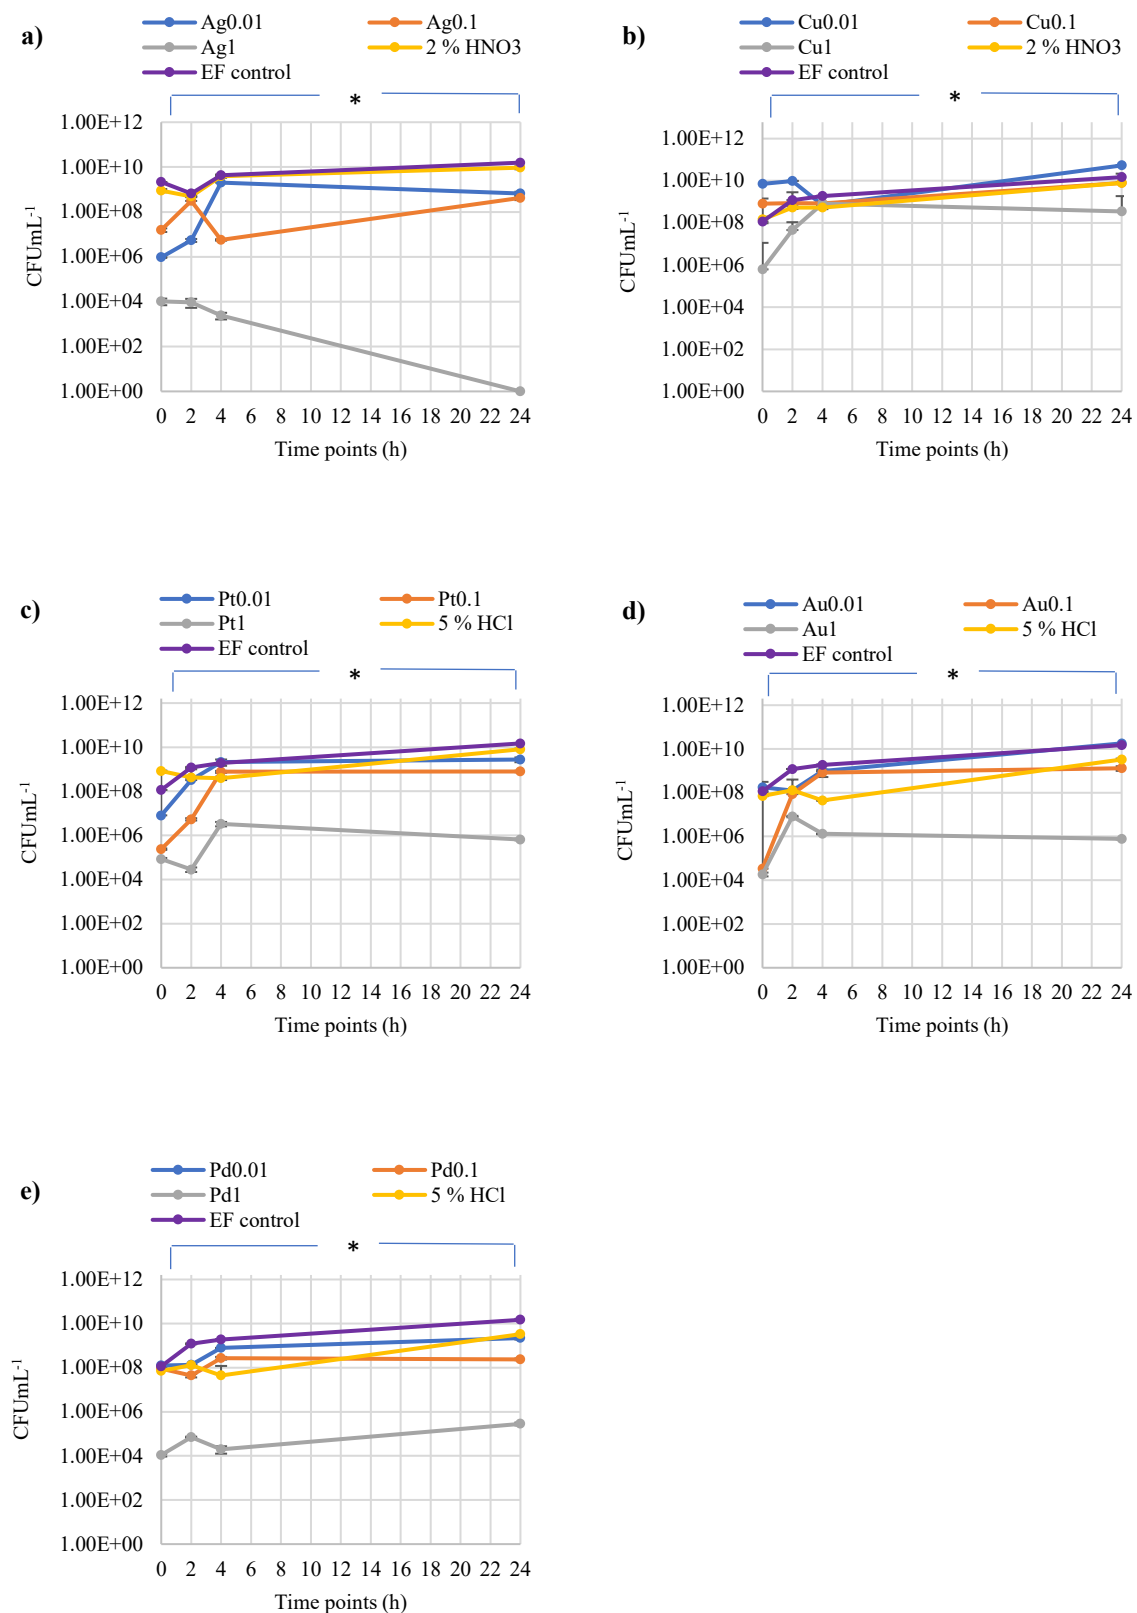 a)
Ag0.01 Ag0.1
Ag1 2 % HNO3
EF control
*
1.00E+12
1.00E+10
1.00E+08
1.00E+06
1.00E+04
1.00E+02
1.00E+00
CFUmL⁻¹
0 2 4 6 8 10 12 14 16 18 20 22 24
Time points (h)
b)
Cu0.01 Cu0.1
Cu1 2 % HNO3
EF control
*
1.00E+12
1.00E+10
1.00E+08
1.00E+06
1.00E+04
1.00E+02
1.00E+00
CFUmL⁻¹
0 2 4 6 8 10 12 14 16 18 20 22 24
Time points (h)
c)
Pt0.01 Pt0.1
Pt1 5 % HCl
EF control
*
1.00E+12
1.00E+10
1.00E+08
1.00E+06
1.00E+04
1.00E+02
1.00E+00
CFUmL⁻¹
0 2 4 6 8 10 12 14 16 18 20 22 24
Time points (h)
d)
Au0.01 Au0.1
Au1 5 % HCl
EF control
*
1.00E+12
1.00E+10
1.00E+08
1.00E+06
1.00E+04
1.00E+02
1.00E+00
CFUmL⁻¹
0 2 4 6 8 10 12 14 16 18 20 22 24
Time points (h)
e)
Pd0.01 Pd0.1
Pd1 5 % HCl
EF control
*
1.00E+12
1.00E+10
1.00E+08
1.00E+06
1.00E+04
1.00E+02
1.00E+00
CFUmL⁻¹
0 2 4 6 8 10 12 14 16 18 20 22 24
Time points (h)